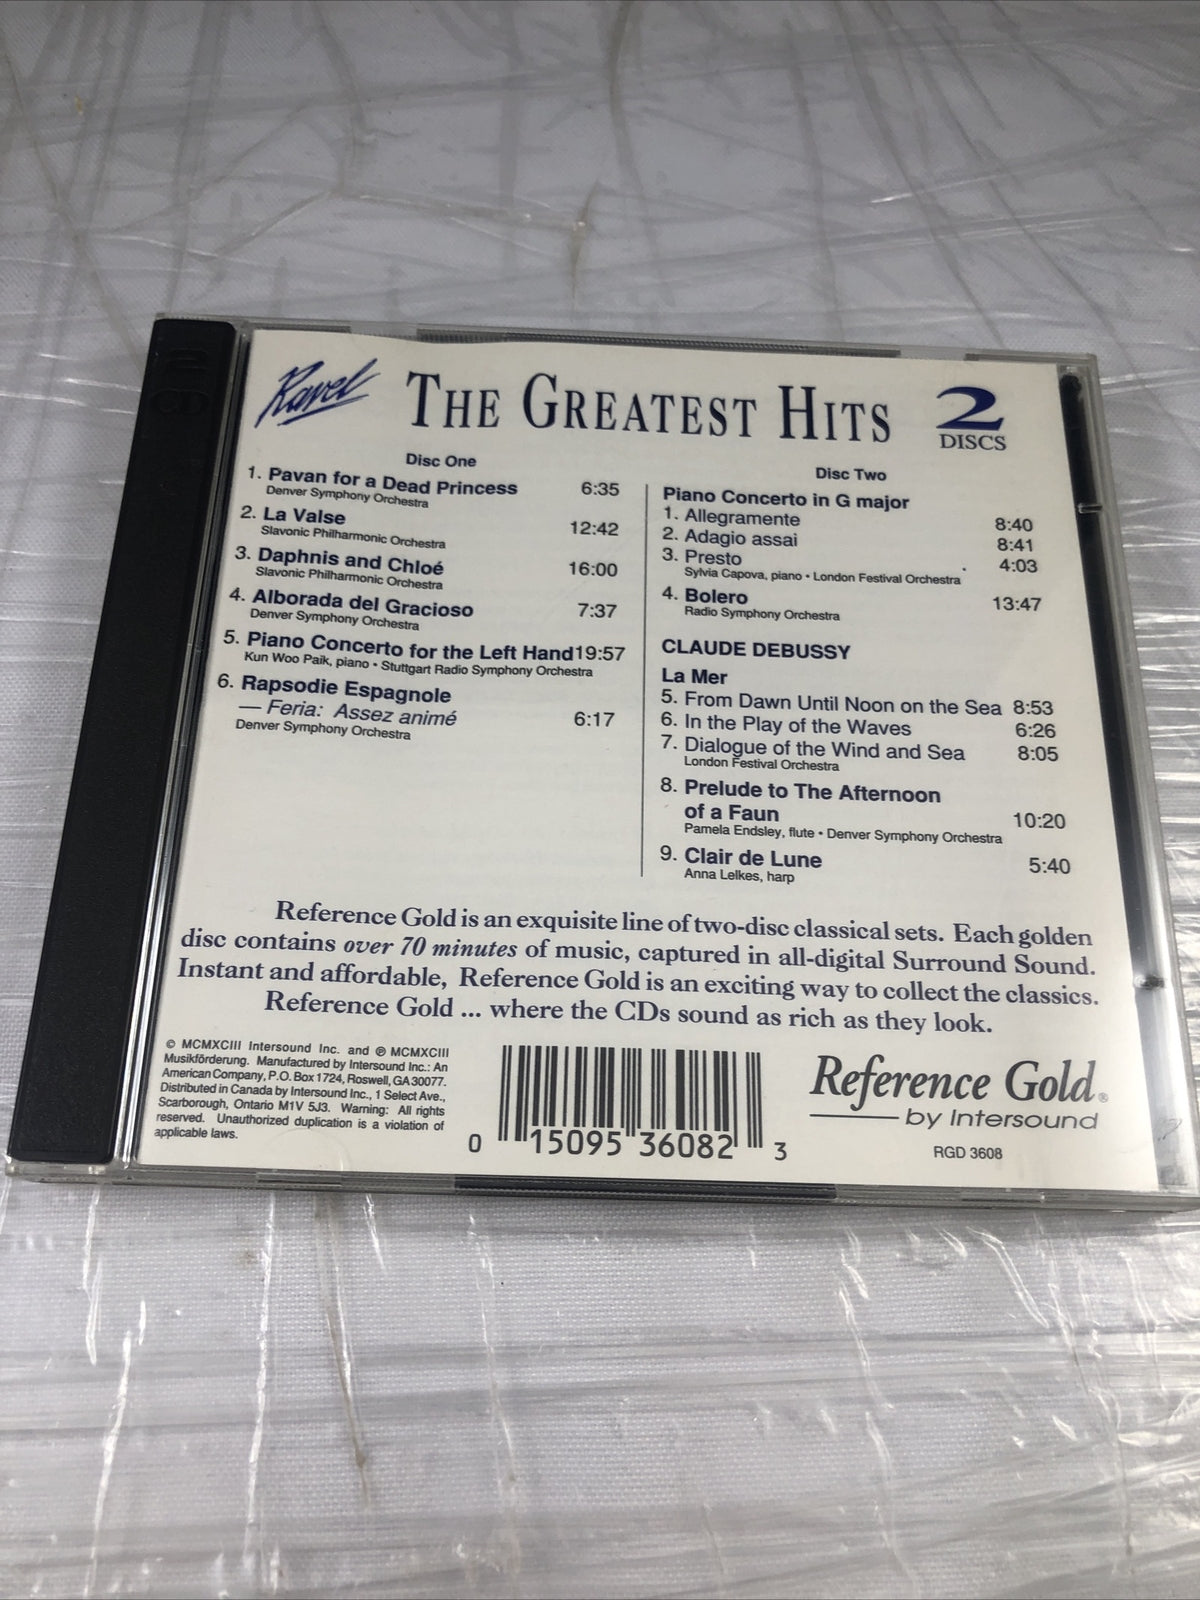 Ravel
THE GREATEST HITS
2
DISCS
Disc One
1. Pavan for a Dead Princess 6:35
Denver Symphony Orchestra
2. La Valse 12:42
Slavonic Philharmonic Orchestra
3. Daphnis and Chloé 16:00
Slavonic Philharmonic Orchestra
4. Alborada del Gracioso 7:37
Denver Symphony Orchestra
5. Piano Concerto for the Left Hand 19:57
Kun Woo Paik, piano • Stuttgart Radio Symphony Orchestra
6. Rapsodie Espagnole
— Feria: Assez animé 6:17
Denver Symphony Orchestra
Disc Two
Piano Concerto in G major
1. Allegramente 8:40
2. Adagio assai 8:41
3. Presto 4:03
Sylvia Capova, piano • London Festival Orchestra
4. Bolero 13:47
Radio Symphony Orchestra
CLAUDE DEBUSSY
La Mer
5. From Dawn Until Noon on the Sea 8:53
6. In the Play of the Waves 6:26
7. Dialogue of the Wind and Sea 8:05
London Festival Orchestra
8. Prelude to The Afternoon
of a Faun 10:20
Pamela Endsley, flute • Denver Symphony Orchestra
9. Clair de Lune 5:40
Anna Lelkes, harp
Reference Gold is an exquisite line of two-disc classical sets. Each golden
disc contains over 70 minutes of music, captured in all-digital Surround Sound.
Instant and affordable, Reference Gold is an exciting way to collect the classics.
Reference Gold ... where the CDs sound as rich as they look.
© MCMXCIII Intersound Inc. and ℗ MCMXCIII
Musikförderung. Manufactured by Intersound Inc.: An
American Company, P.O. Box 1724, Roswell, GA 30077.
Distributed in Canada by Intersound Inc., 1 Select Ave.,
Scarborough, Ontario M1V 5J3. Warning: All rights
reserved. Unauthorized duplication is a violation of
applicable laws.
0 15095 36082 3
Reference Gold®
by Intersound
RGD 3608